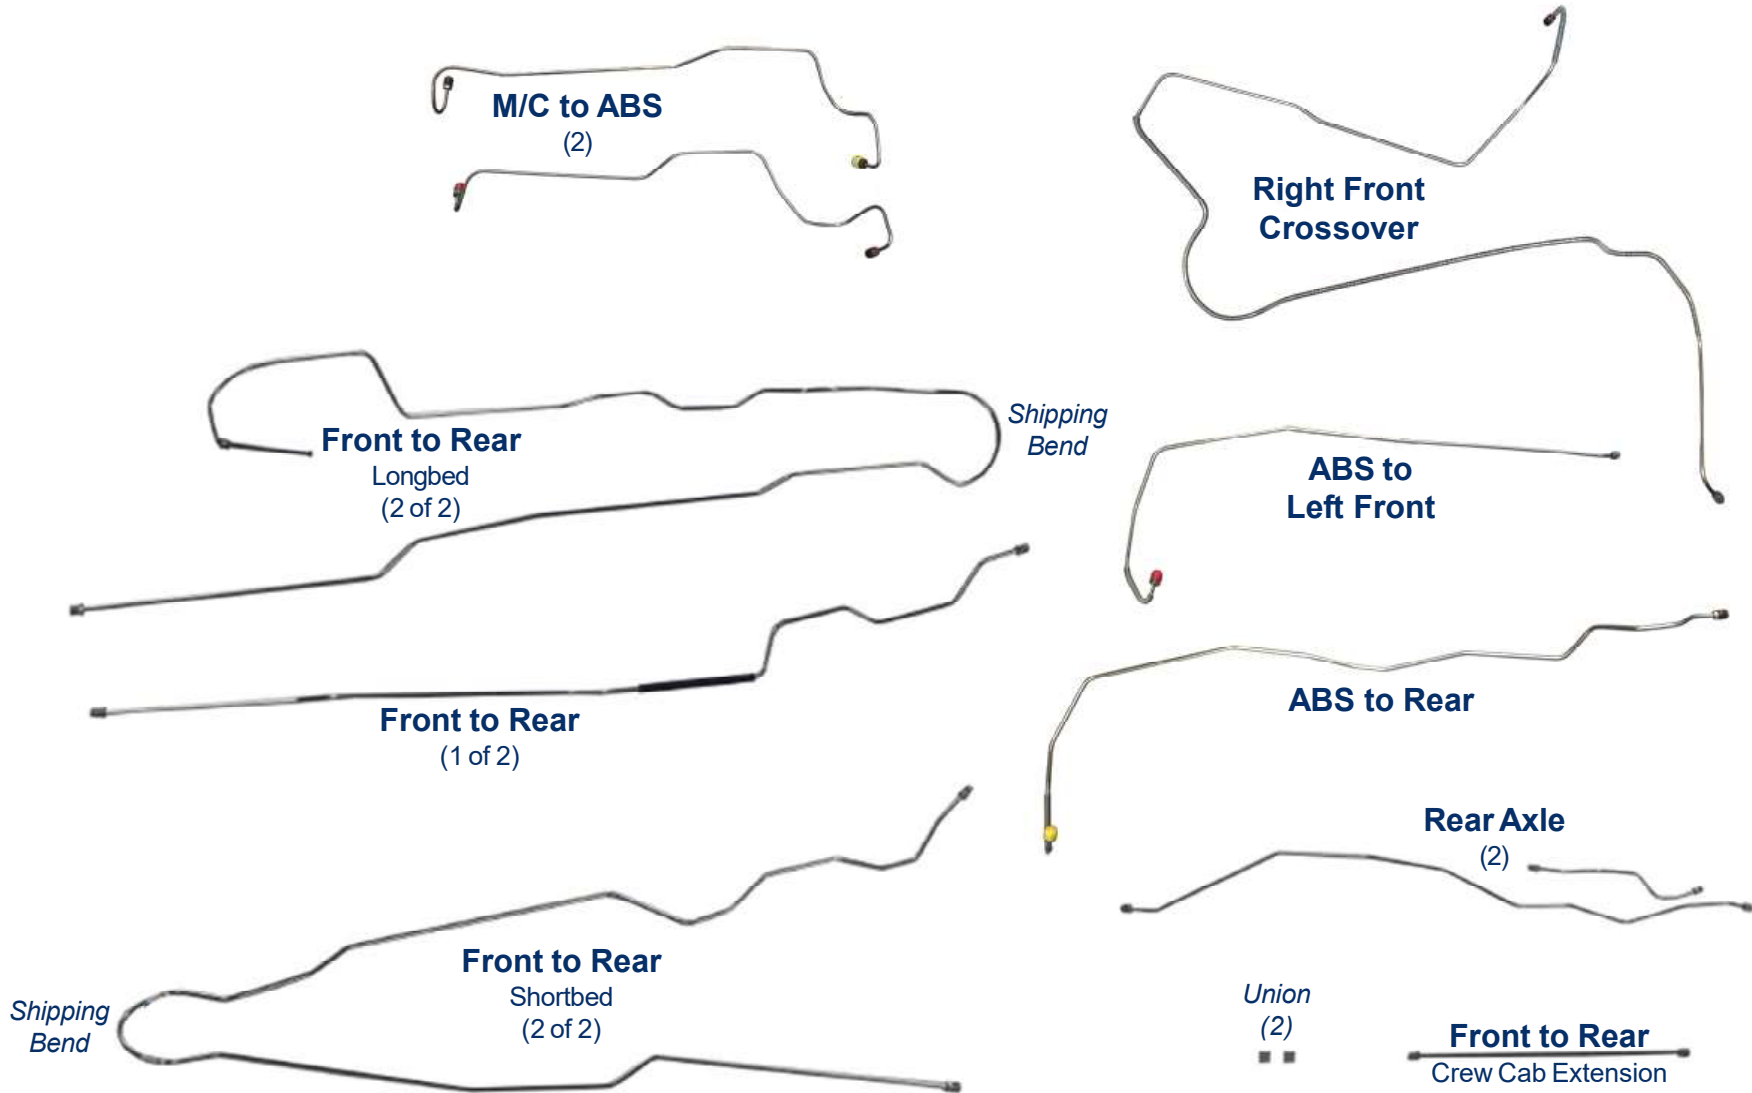 M/C to ABS
(2)
Right Front
Crossover
Shipping
Bend
Front to Rear
Longbed
(2 of 2)
ABS to
Left Front
Front to Rear
(1 of 2)
ABS to Rear
Rear Axle
(2)
Front to Rear
Shortbed
(2 of 2)
Shipping
Bend
Union
(2)
Front to Rear
Crew Cab Extension